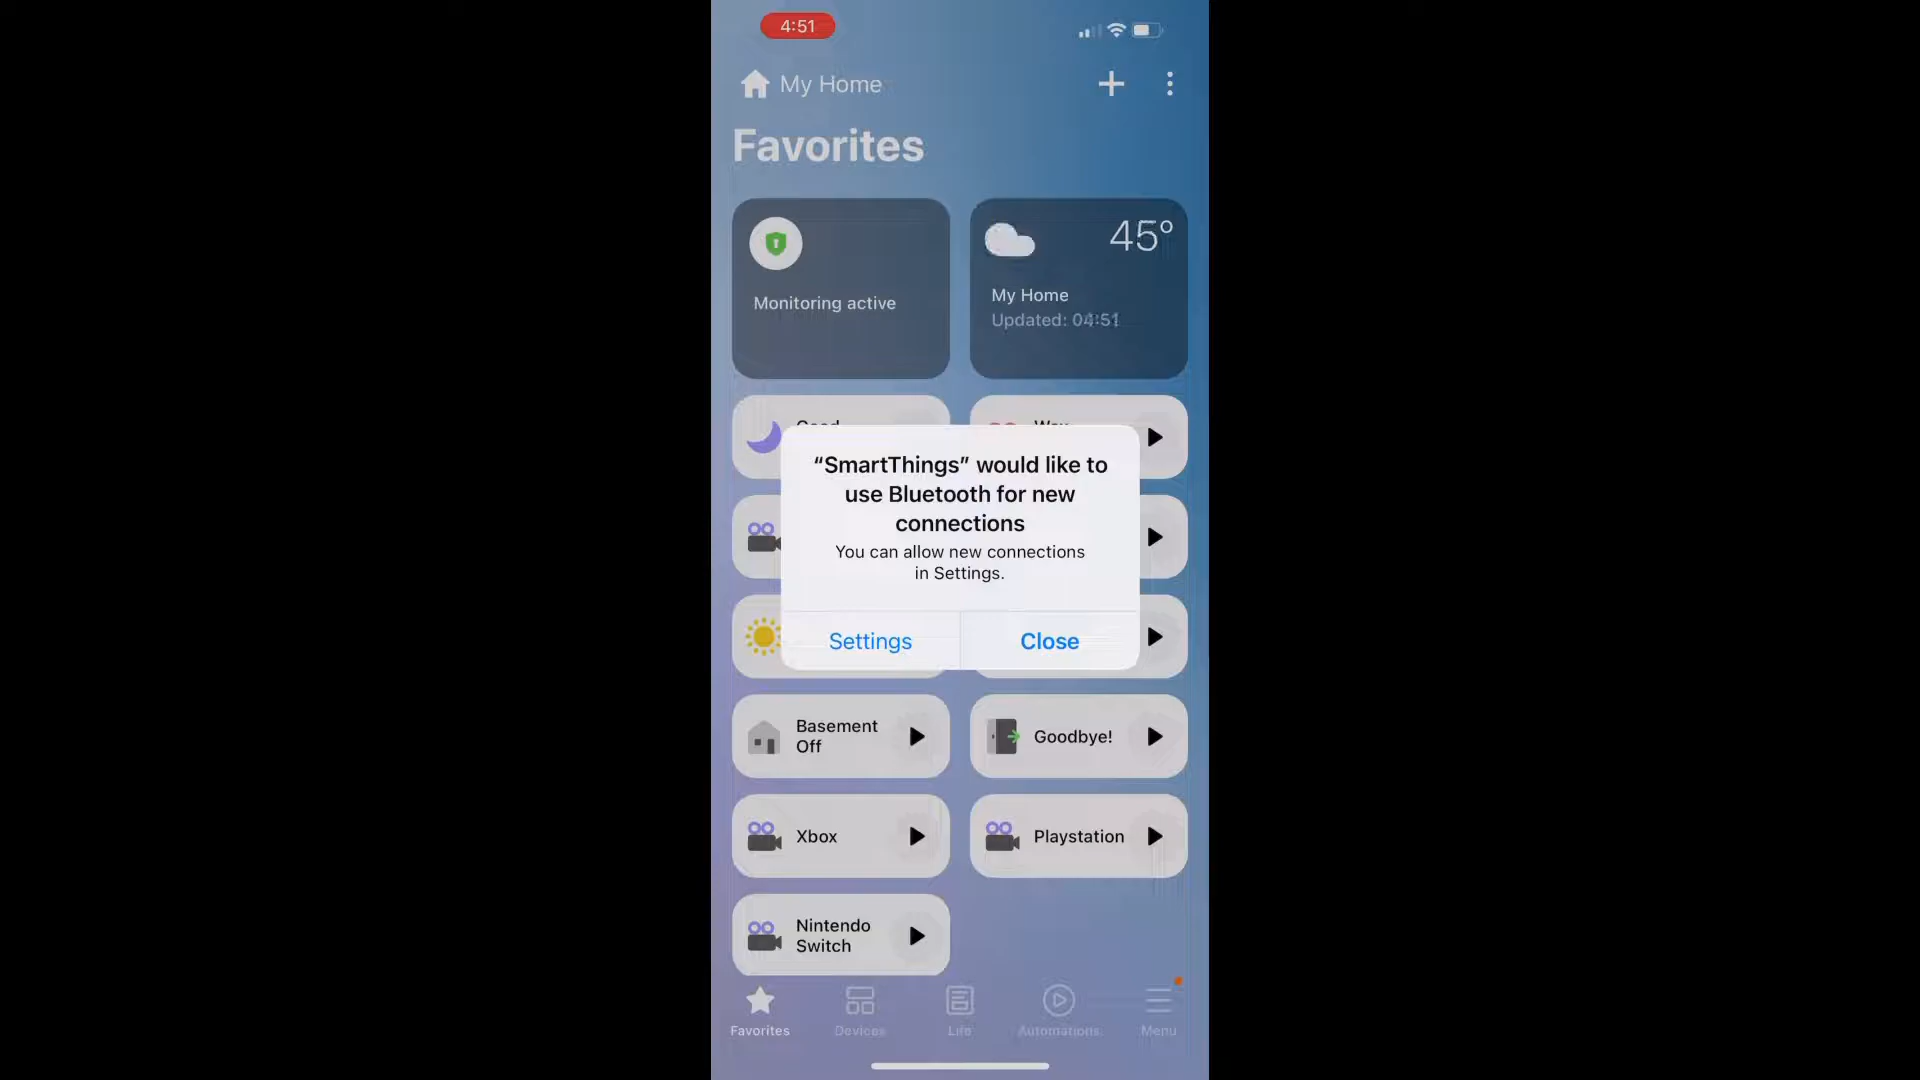 4:51
My Home
Favorites
Monitoring active
45°
My Home
Updated: 04:51
“SmartThings” would like to
use Bluetooth for new
connections
You can allow new connections
in Settings.
Settings
Close
Basement
Off
Goodbye!
Xbox
Playstation
Nintendo
Switch
Favorites
Devices
Life
Automations
Menu